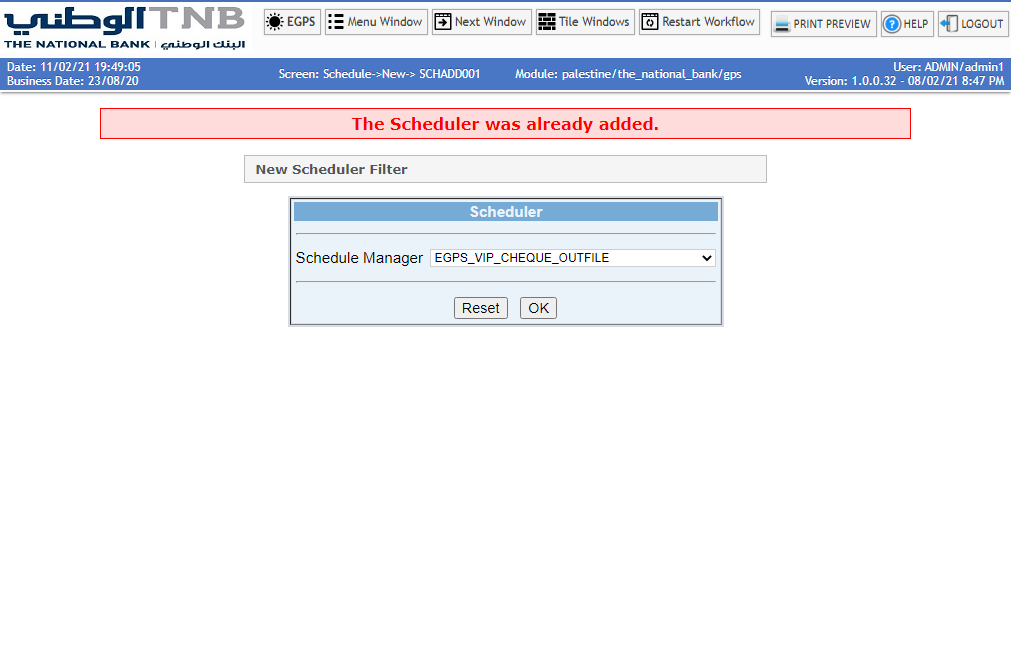 الوطني TNB
THE NATIONAL BANK | البنك الوطني
EGPS
Menu Window
Next Window
Tile Windows
Restart Workflow
PRINT PREVIEW
HELP
LOGOUT
Date: 11/02/21 19:49:05
Business Date: 23/08/20
Screen: Schedule->New-> SCHADD001
Module: palestine/the_national_bank/gps
User: ADMIN/admin1
Version: 1.0.0.32 - 08/02/21 8:47 PM
The Scheduler was already added.
New Scheduler Filter
Scheduler
Schedule Manager EGPS_VIP_CHEQUE_OUTFILE
Reset OK